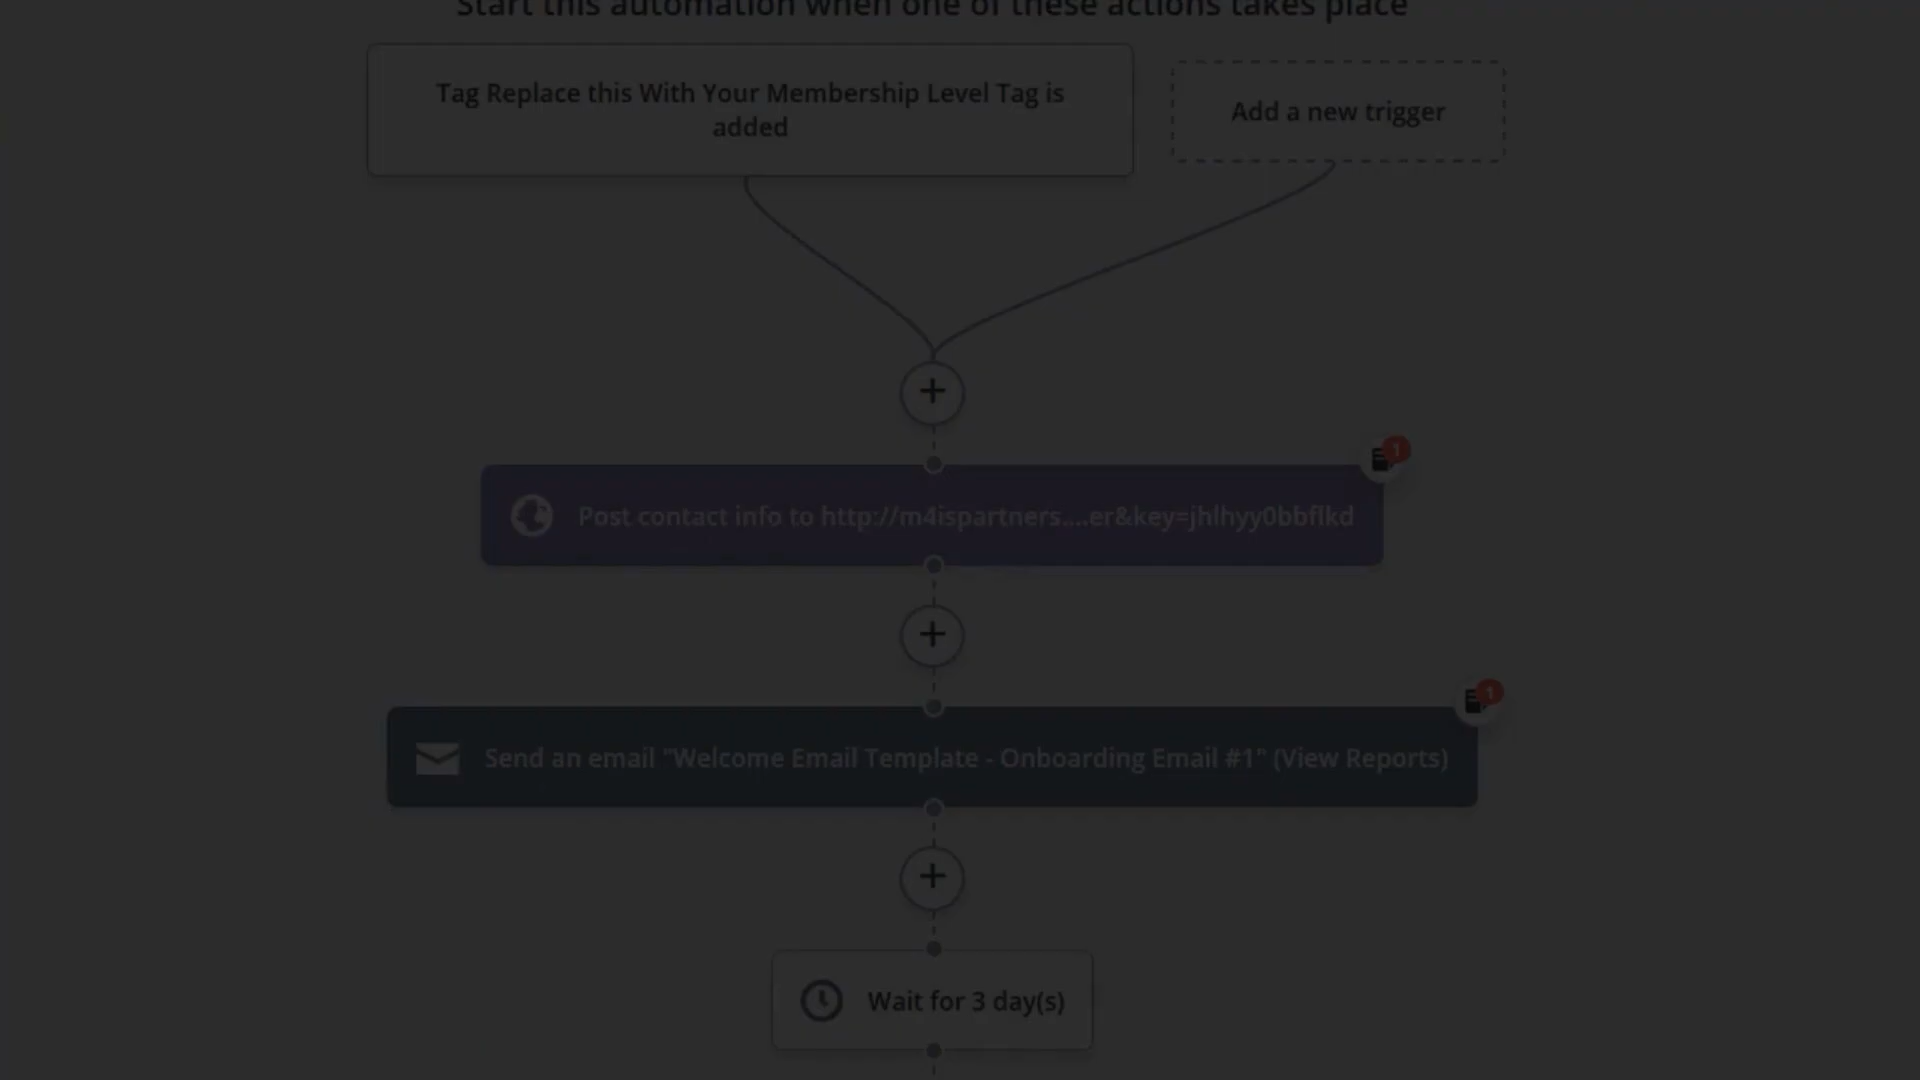 Start this automation when one of these actions takes place
Tag Replace this With Your Membership Level Tag is
added
Add a new trigger
1
Post contact info to http://m4ispartners....er&key=jhlhyy0bbflkd
1
Send an email "Welcome Email Template - Onboarding Email #1" (View Reports)
Wait for 3 day(s)